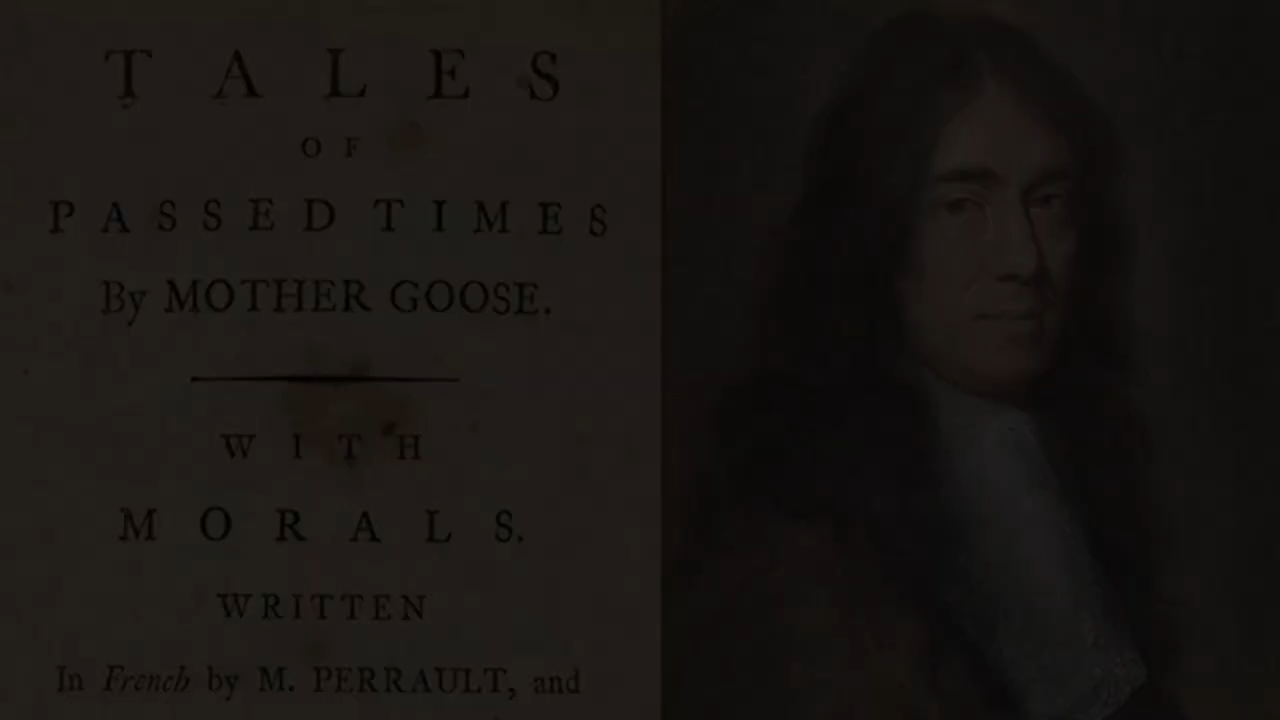 TALES
OF
PASSED TIMES
By MOTHER GOOSE.
WITH
MORALS.
WRITTEN
In French by M. PERRAULT, and